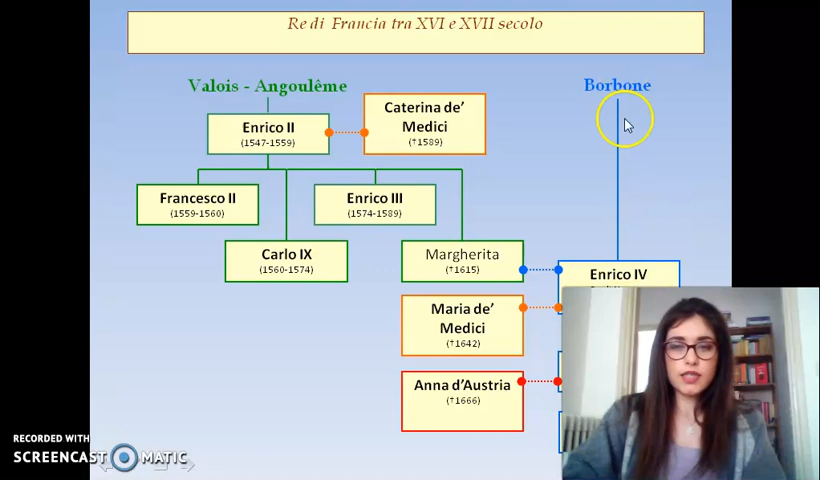 Re di Francia tra XVI e XVII secolo
Valois - Angoulême
Borbone
Enrico II
(1547-1559)
Caterina de'
Medici
(†1589)
Francesco II
(1559-1560)
Enrico III
(1574-1589)
Carlo IX
(1560-1574)
Margherita
(†1615)
Enrico IV
Maria de'
Medici
(†1642)
Anna d'Austria
(†1666)
RECORDED WITH
SCREENCAST MATIC